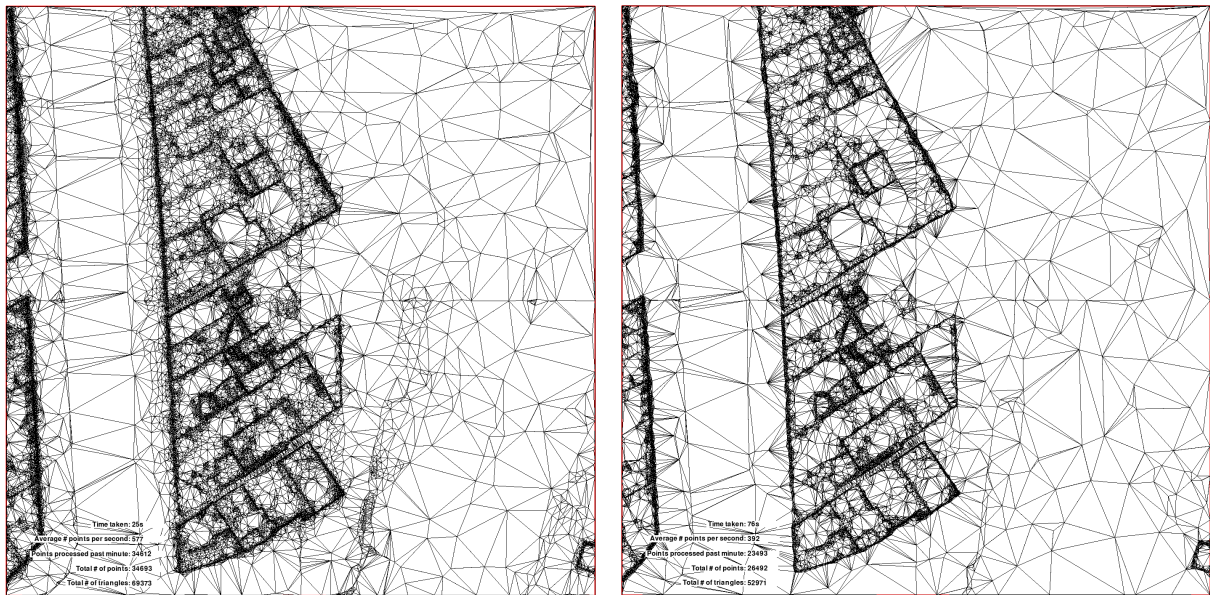 Time taken: 25s
Average # points per second: 577
Points processed past minute: 34612
Total # of points: 34693
Total # of triangles: 69373
Time taken: 76s
Average # points per second: 392
Points processed past minute: 23493
Total # of points: 26492
Total # of triangles: 52971